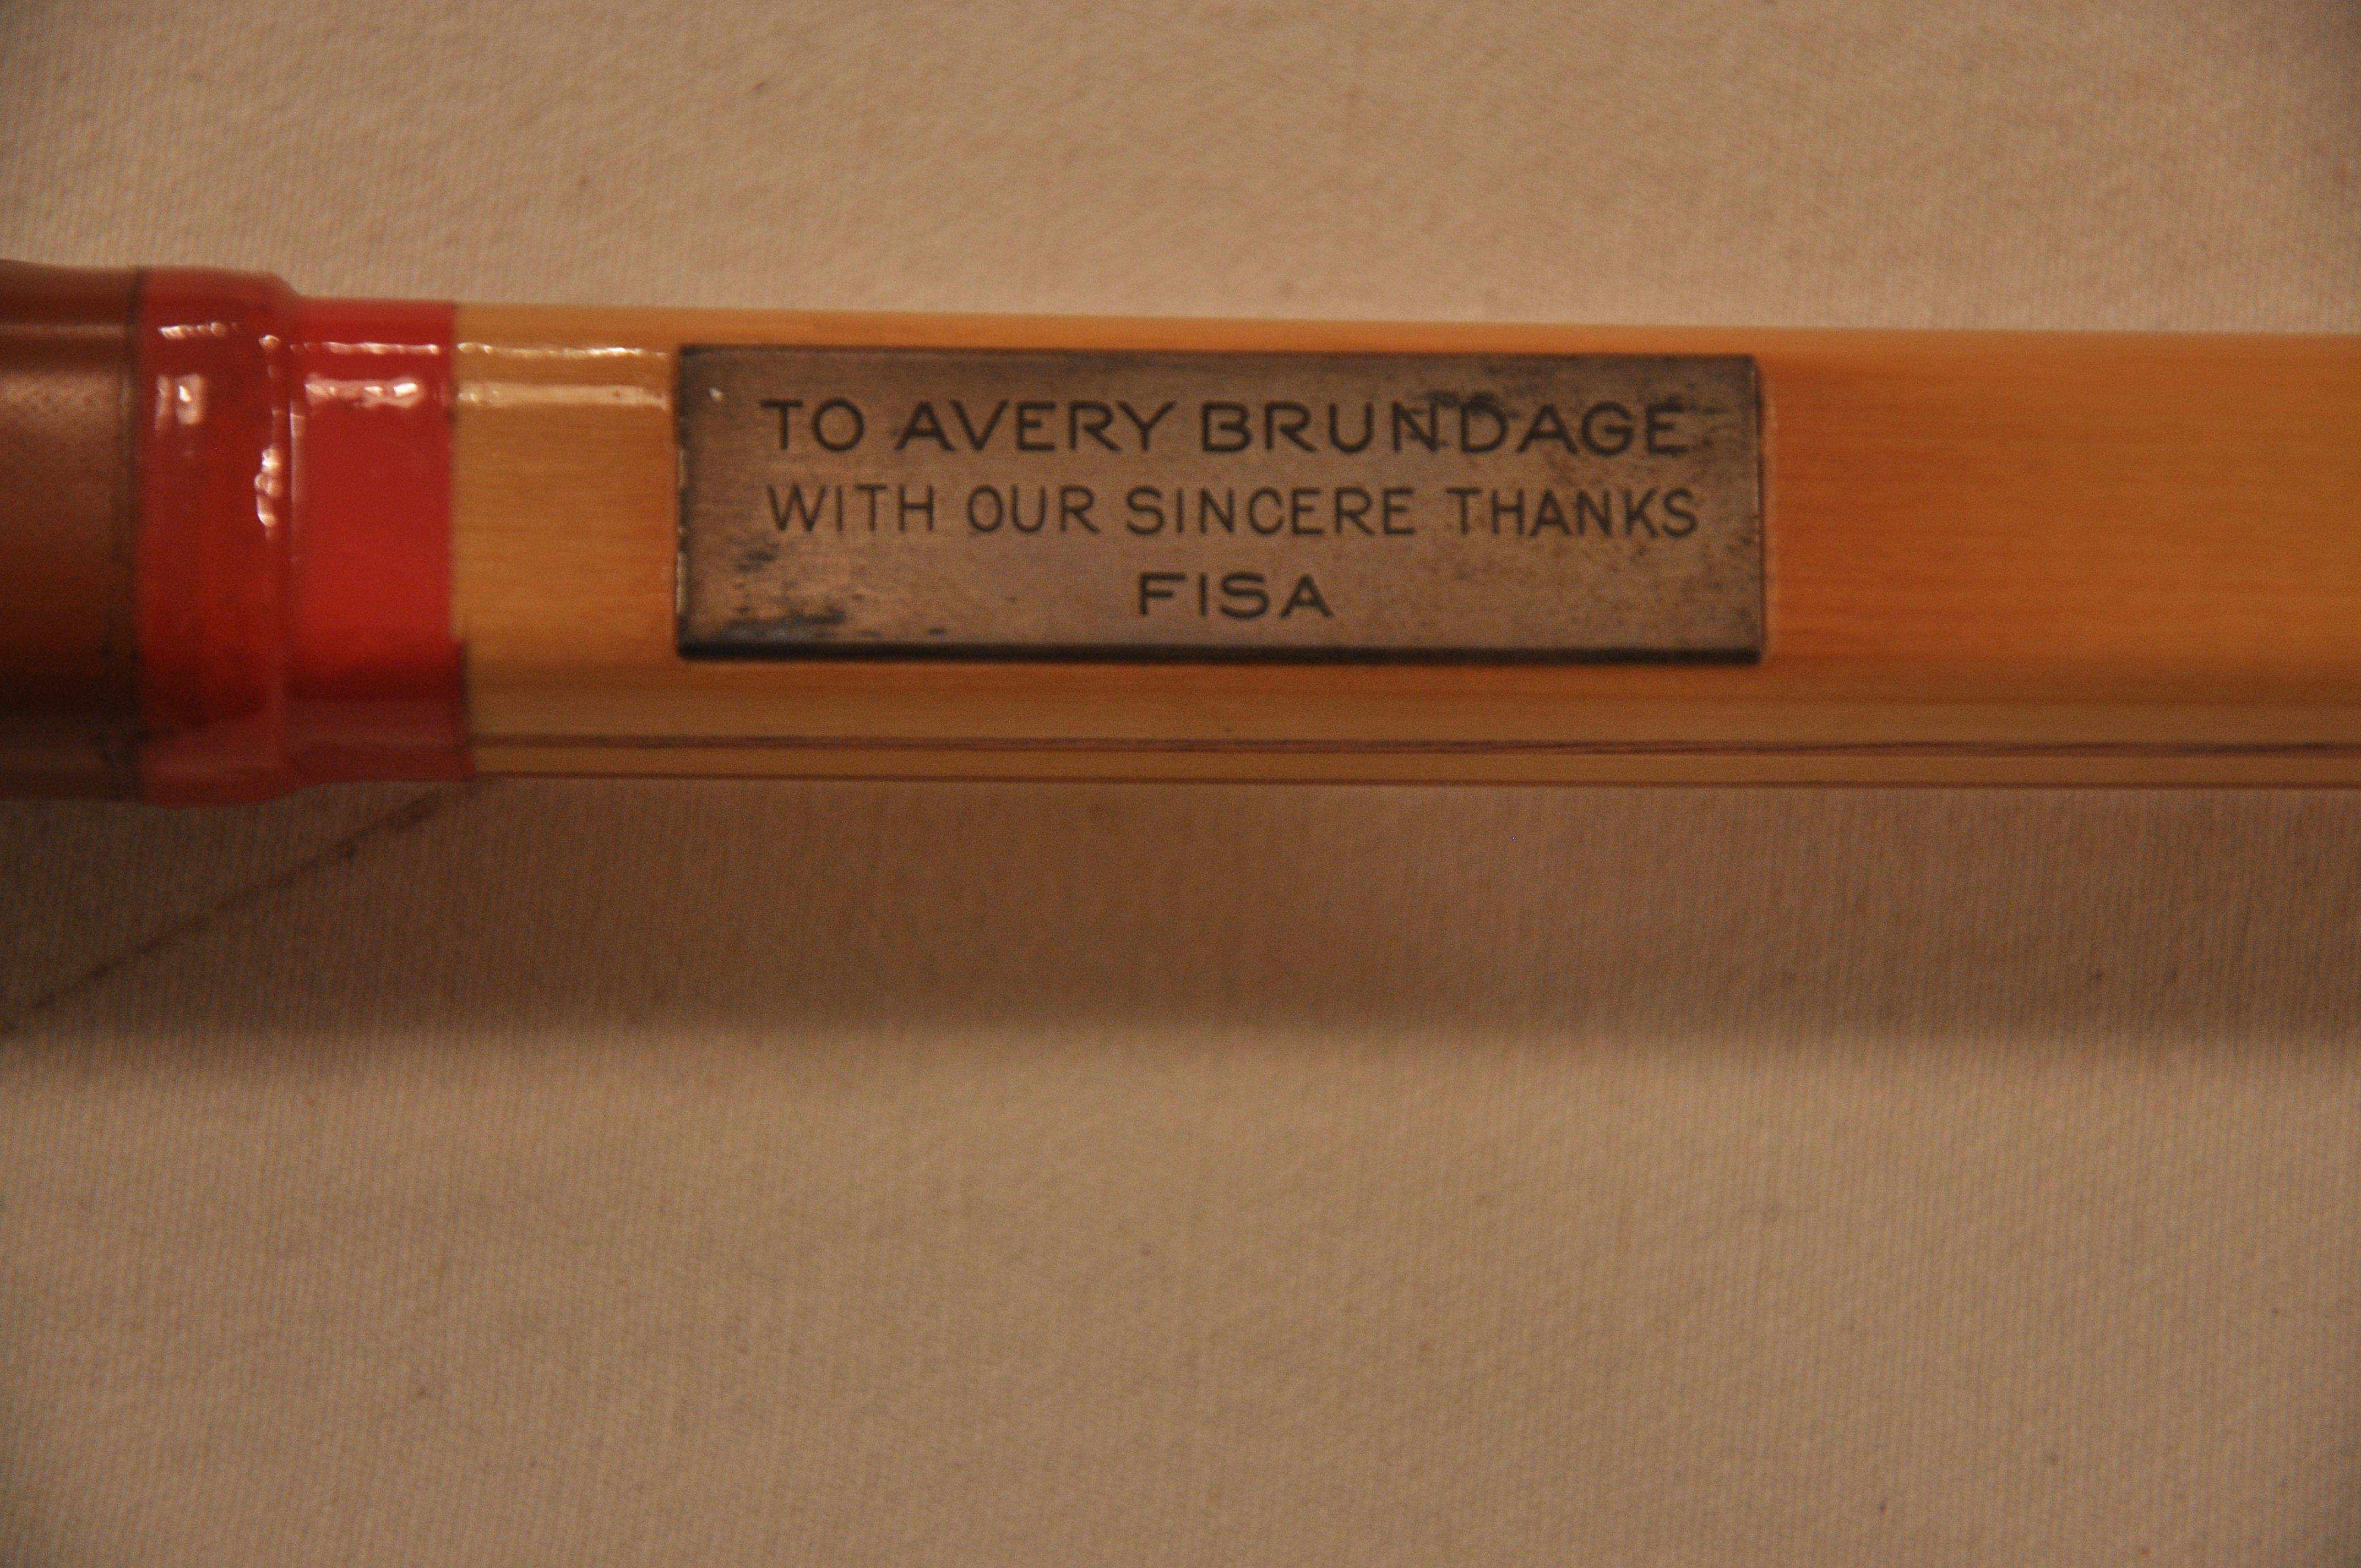 TO AVERY BRUNDAGE
WITH OUR SINCERE THANKS
FISA